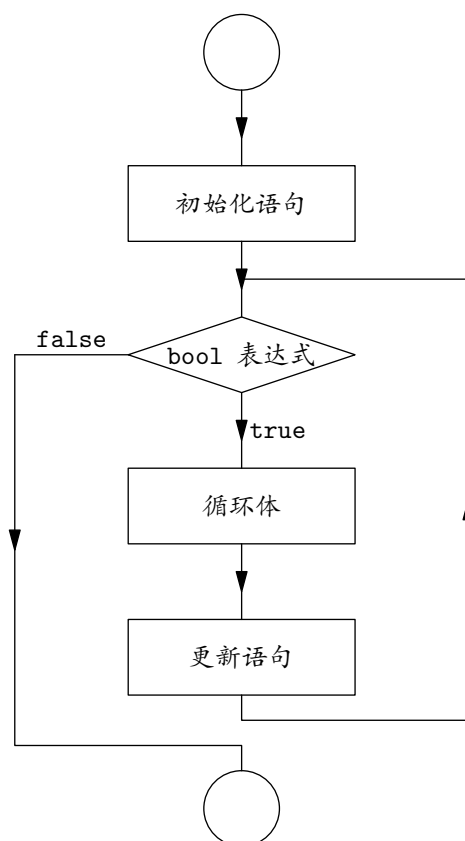 初始化语句
false
bool 表达式
true
循环体
更新语句